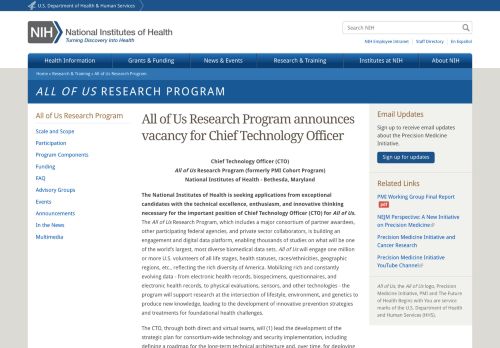 U.S. Department of Health & Human Services
NIH National Institutes of Health
Turning Discovery Into Health
Search NIH
NIH Employee Intranet | Staff Directory | En Español
Health Information
Grants & Funding
News & Events
Research & Training
Institutes at NIH
About NIH
Home » Research & Training » All of Us Research Program
ALL OF US RESEARCH PROGRAM
All of Us Research Program
Scale and Scope
Participation
Program Components
Funding
FAQ
Advisory Groups
Events
Announcements
In the News
Multimedia
All of Us Research Program announces
vacancy for Chief Technology Officer
Chief Technology Officer (CTO)
All of Us Research Program (formerly PMI Cohort Program)
National Institutes of Health - Bethesda, Maryland
The National Institutes of Health is seeking applications from exceptional
candidates with the technical excellence, enthusiasm, and innovative thinking
necessary for the important position of Chief Technology Officer (CTO) for All of Us.
The All of Us Research Program, which includes a major consortium of partner awardees,
other participating federal agencies, and private sector collaborators, is building an
engagement and digital data platform, enabling thousands of studies on what will be one
of the world's largest, most diverse biomedical data sets. All of Us will engage one million
or more U.S. volunteers of all life stages, health statuses, races/ethnicities, geographic
regions, etc., reflecting the rich diversity of America. Mobilizing rich and constantly
evolving data - from electronic health records, biospecimens, questionnaires, and
electronic health records, to physical evaluations, sensors, and other technologies - the
program will support research at the intersection of lifestyle, environment, and genetics to
produce new knowledge, leading to the development of innovative prevention strategies
and treatments for foundational health challenges.
The CTO, through both direct and virtual teams, will (1) lead the development of the
strategic plan for consortium-wide technology and security implementation, including
defining a roadmap for the long-term technical architecture and, over time, for deploying
Email Updates
Sign up to receive email updates
about the Precision Medicine
Initiative.
Sign up for updates
Related Links
PMI Working Group Final Report
pdf
NEJM Perspective: A New Initiative
on Precision Medicine
Precision Medicine Initiative and
Cancer Research
Precision Medicine Initiative
YouTube Channel
All of Us, the All of Us logo, Precision
Medicine Initiative, PMI and The Future
of Health Begins with You are service
marks of the U.S. Department of Health
and Human Services (HHS).